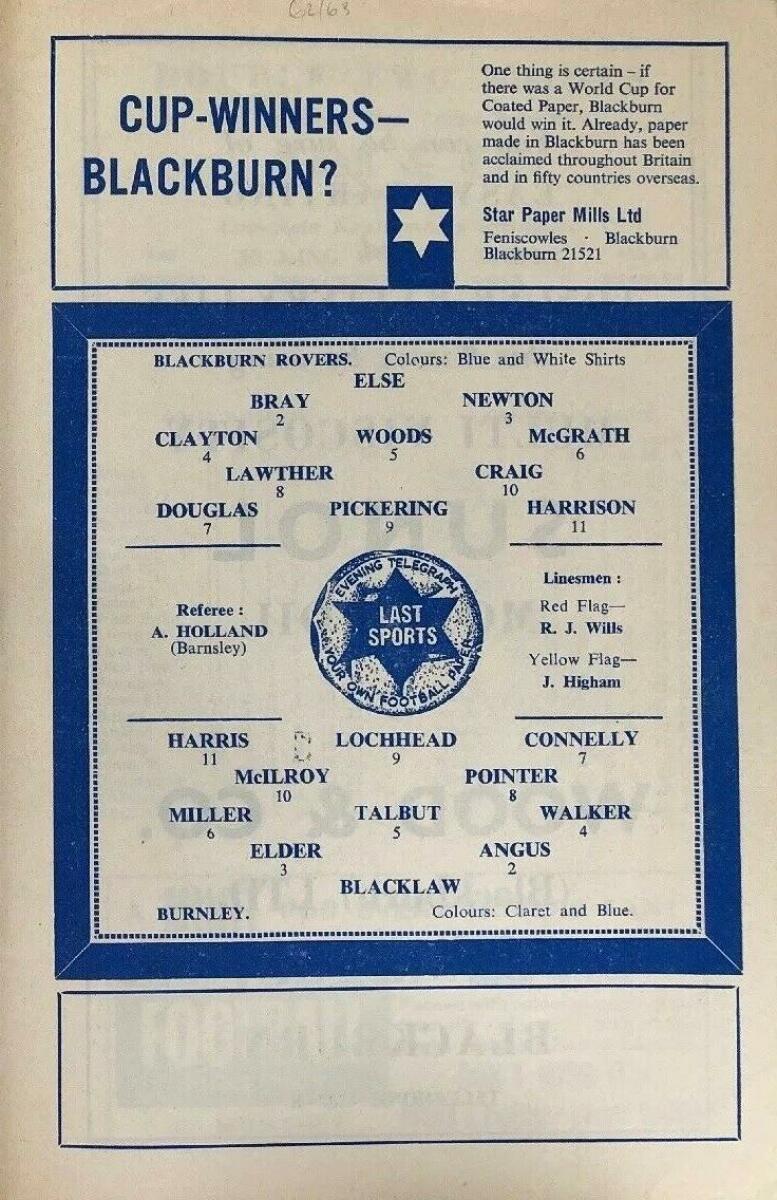 62/63
CUP-WINNERS—
BLACKBURN?
One thing is certain – if
there was a World Cup for
Coated Paper, Blackburn
would win it. Already, paper
made in Blackburn has been
acclaimed throughout Britain
and in fifty countries overseas.
Star Paper Mills Ltd
Feniscowles · Blackburn
Blackburn 21521
BLACKBURN ROVERS. Colours: Blue and White Shirts
ELSE
BRAY NEWTON
2 3
CLAYTON WOODS McGRATH
4 5 6
LAWTHER CRAIG
8 10
DOUGLAS PICKERING HARRISON
7 9 11
Referee :
A. HOLLAND
(Barnsley)
EVENING TELEGRAPH
LAST
SPORTS
YOUR OWN FOOTBALL PAPER
Linesmen :
Red Flag—
R. J. Wills
Yellow Flag—
J. Higham
HARRIS LOCHHEAD CONNELLY
11 9 7
McILROY POINTER
10 8
MILLER TALBUT WALKER
6 5 4
ELDER ANGUS
3 2
BLACKLAW
BURNLEY. Colours: Claret and Blue.